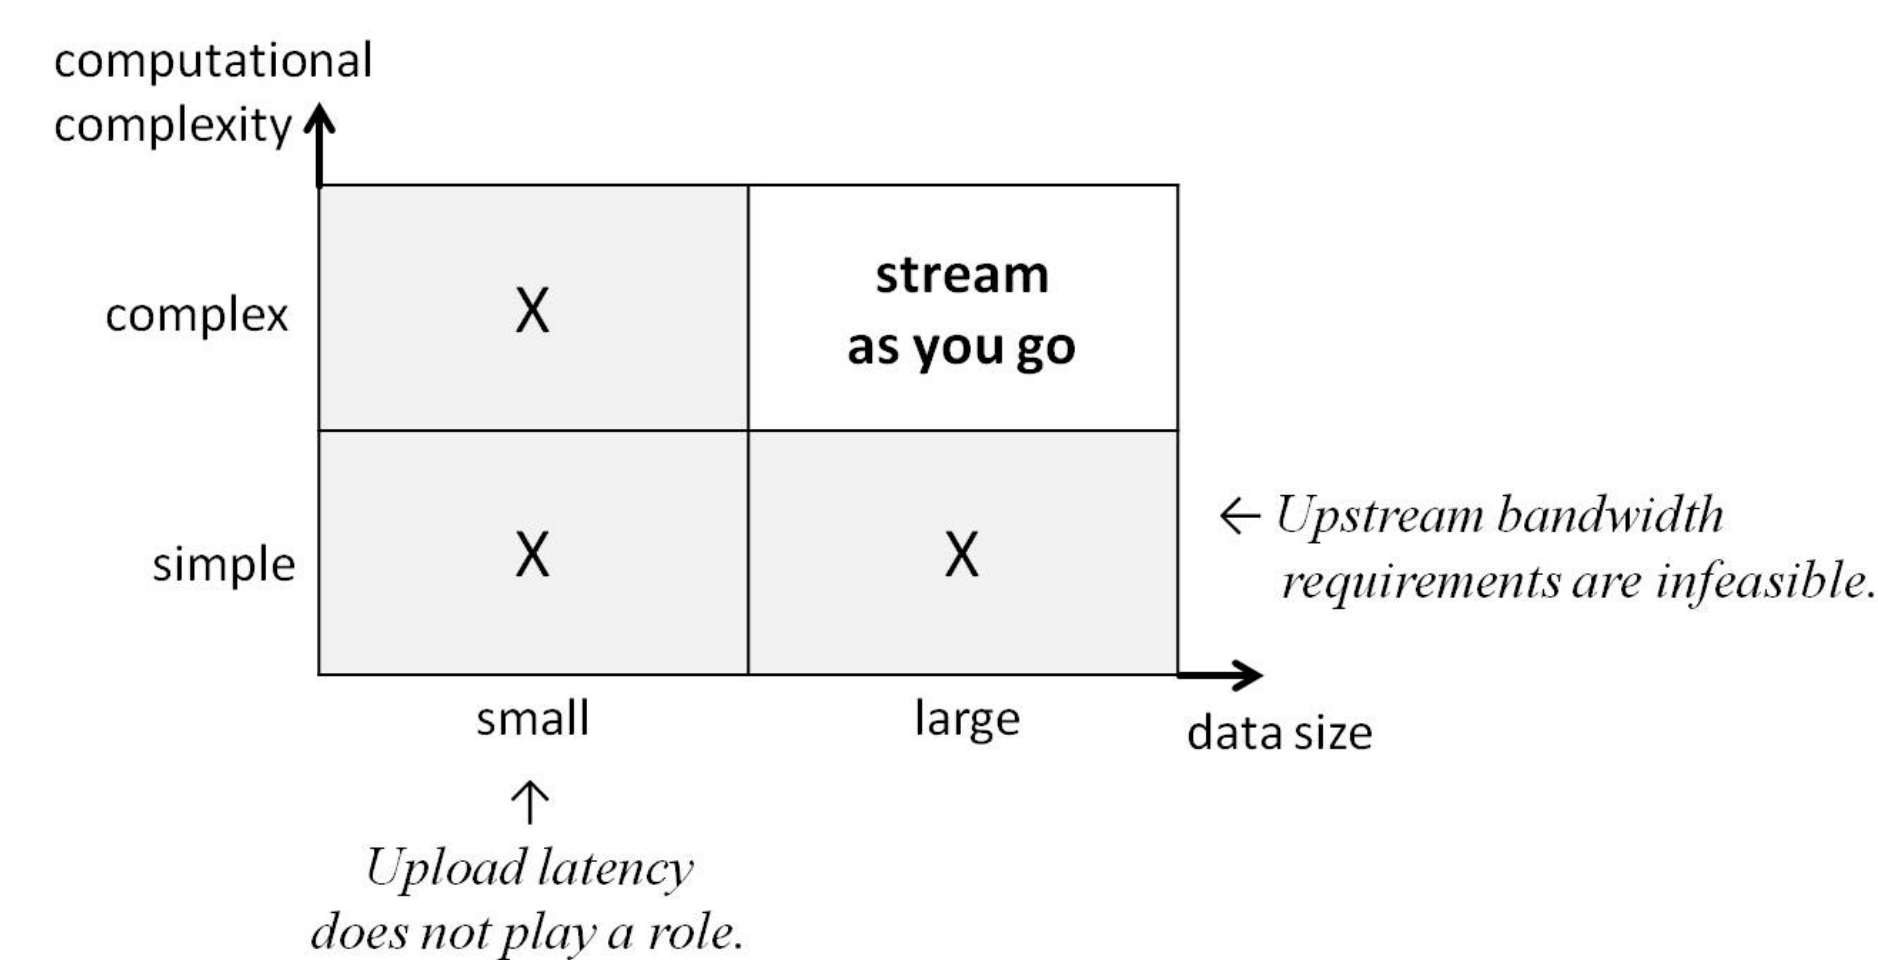 computational
complexity
complex
X
stream
as you go
simple
X
X
← Upstream bandwidth
requirements are infeasible.
small
large
data size
↑
Upload latency
does not play a role.